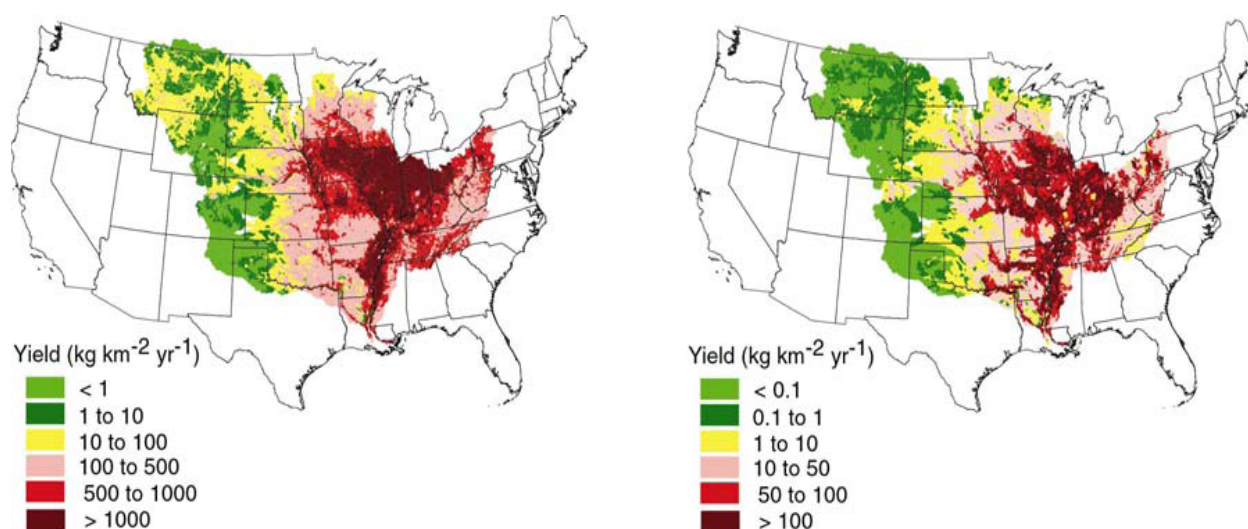 Yield (kg km-2 yr-1)
< 1
1 to 10
10 to 100
100 to 500
500 to 1000
> 1000
Yield (kg km-2 yr-1)
< 0.1
0.1 to 1
1 to 10
10 to 50
50 to 100
> 100